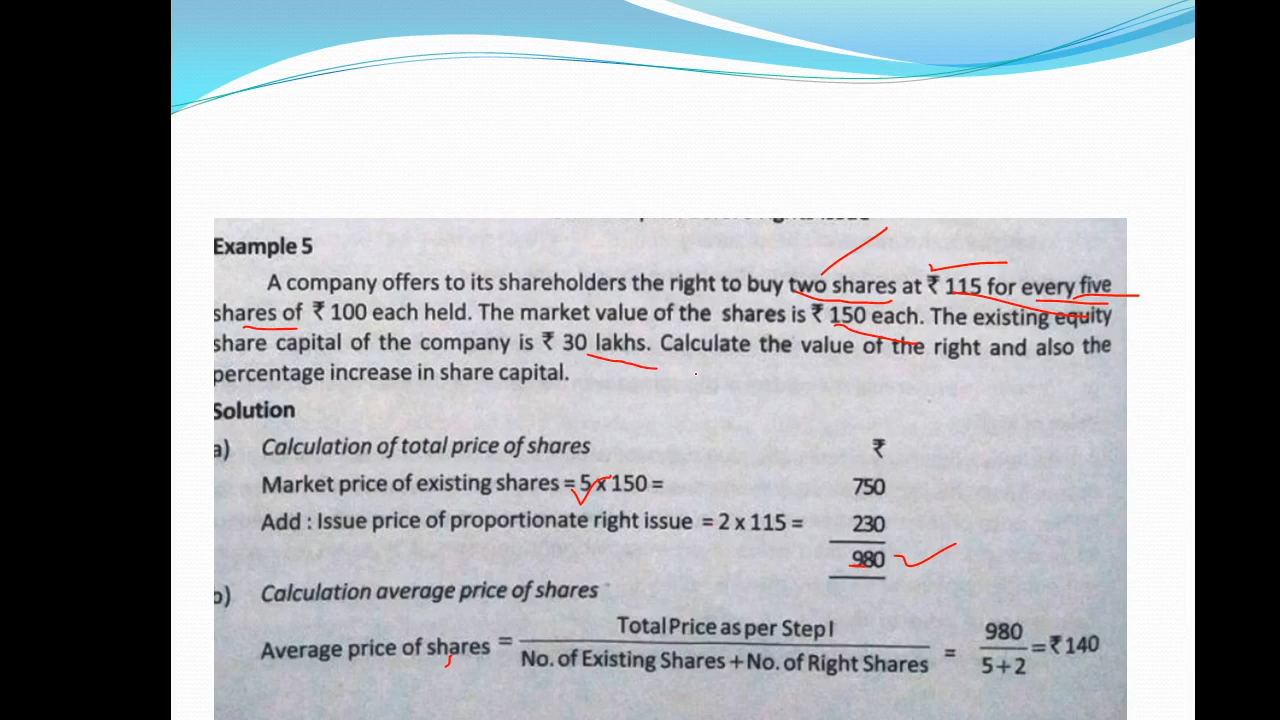 Example 5
A company offers to its shareholders the right to buy two shares at ₹ 115 for every five
shares of ₹ 100 each held. The market value of the shares is ₹ 150 each. The existing equity
share capital of the company is ₹ 30 lakhs. Calculate the value of the right and also the
percentage increase in share capital.
Solution
a) Calculation of total price of shares ₹
Market price of existing shares = 5 x 150 = 750
Add : Issue price of proportionate right issue = 2 x 115 = 230
980
b) Calculation average price of shares
Average price of shares = Total Price as per Step I / No. of Existing Shares + No. of Right Shares = 980 / 5+2 = ₹ 140